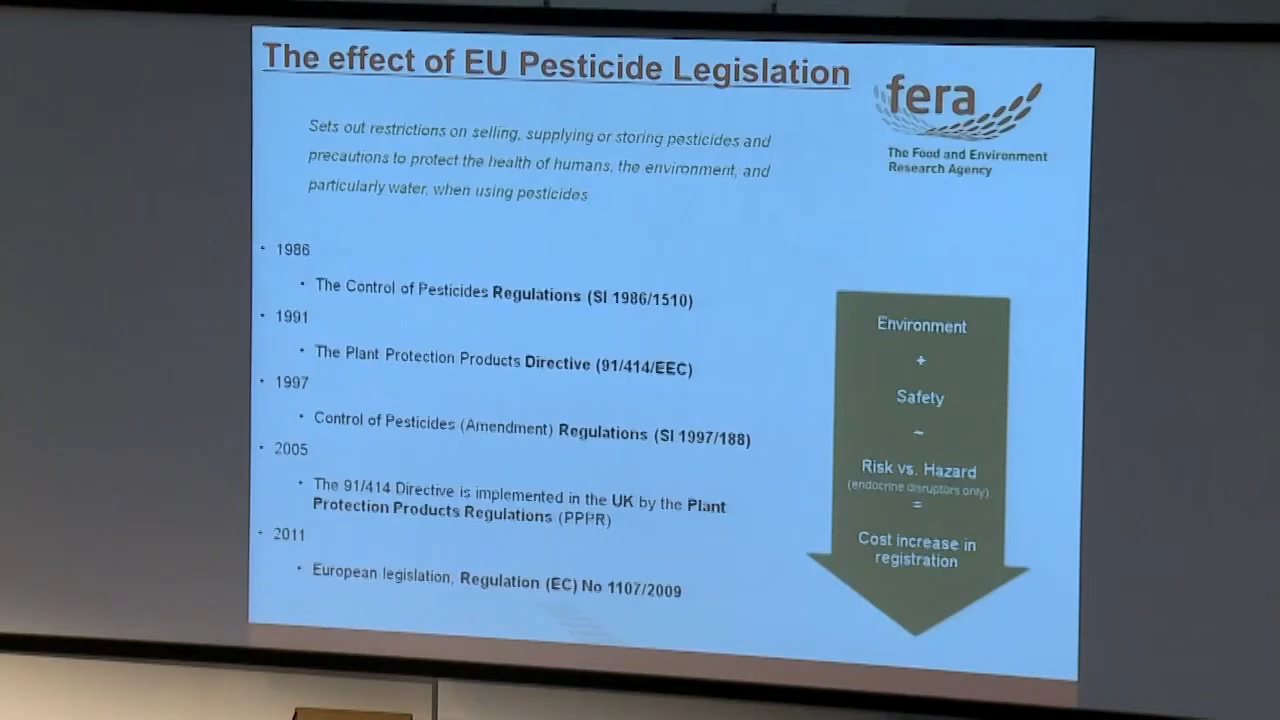 The effect of EU Pesticide Legislation
fera
The Food and Environment
Research Agency
Sets out restrictions on selling, supplying or storing pesticides and
precautions to protect the health of humans, the environment, and
particularly water, when using pesticides
• 1986
• The Control of Pesticides Regulations (SI 1986/1510)
• 1991
• The Plant Protection Products Directive (91/414/EEC)
• 1997
• Control of Pesticides (Amendment) Regulations (SI 1997/188)
• 2005
• The 91/414 Directive is implemented in the UK by the Plant
Protection Products Regulations (PPPR)
• 2011
• European legislation, Regulation (EC) No 1107/2009
Environment
+
Safety
~
Risk vs. Hazard
(endocrine disruptors only)
=
Cost increase in
registration